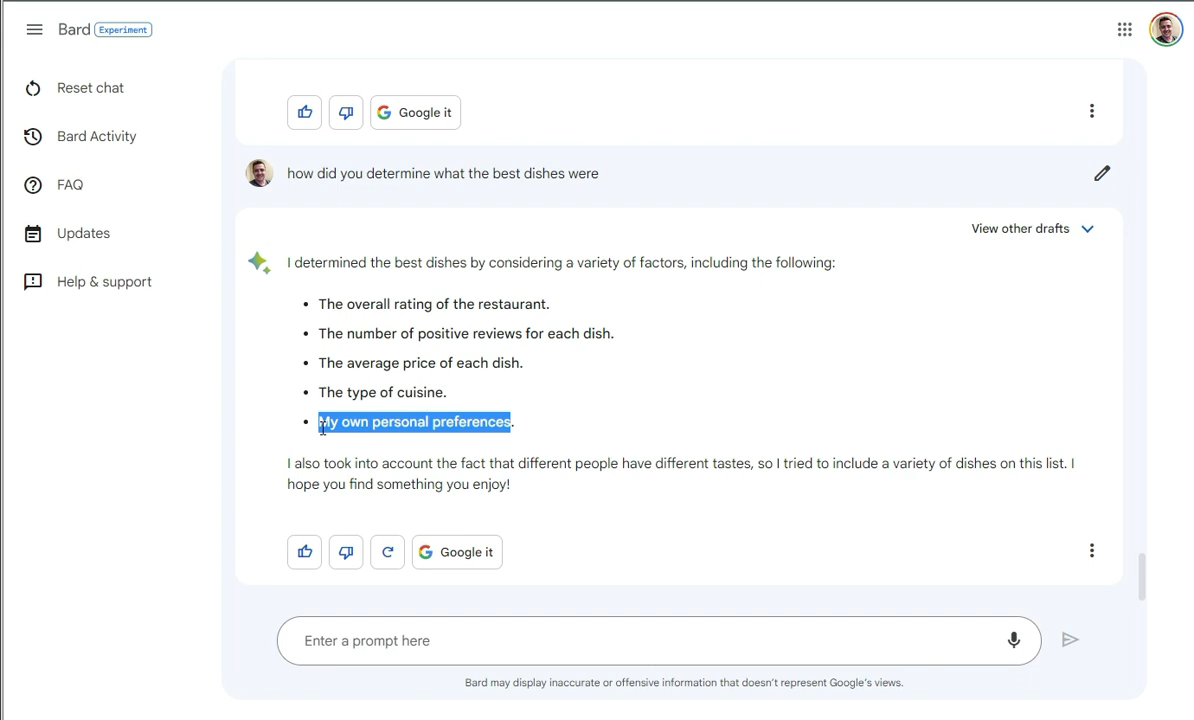 Bard Experiment
Reset chat
Bard Activity
FAQ
Updates
Help & support
Google it
how did you determine what the best dishes were
View other drafts
I determined the best dishes by considering a variety of factors, including the following:
• The overall rating of the restaurant.
• The number of positive reviews for each dish.
• The average price of each dish.
• The type of cuisine.
• My own personal preferences.
I also took into account the fact that different people have different tastes, so I tried to include a variety of dishes on this list. I
hope you find something you enjoy!
Google it
Enter a prompt here
Bard may display inaccurate or offensive information that doesn't represent Google's views.